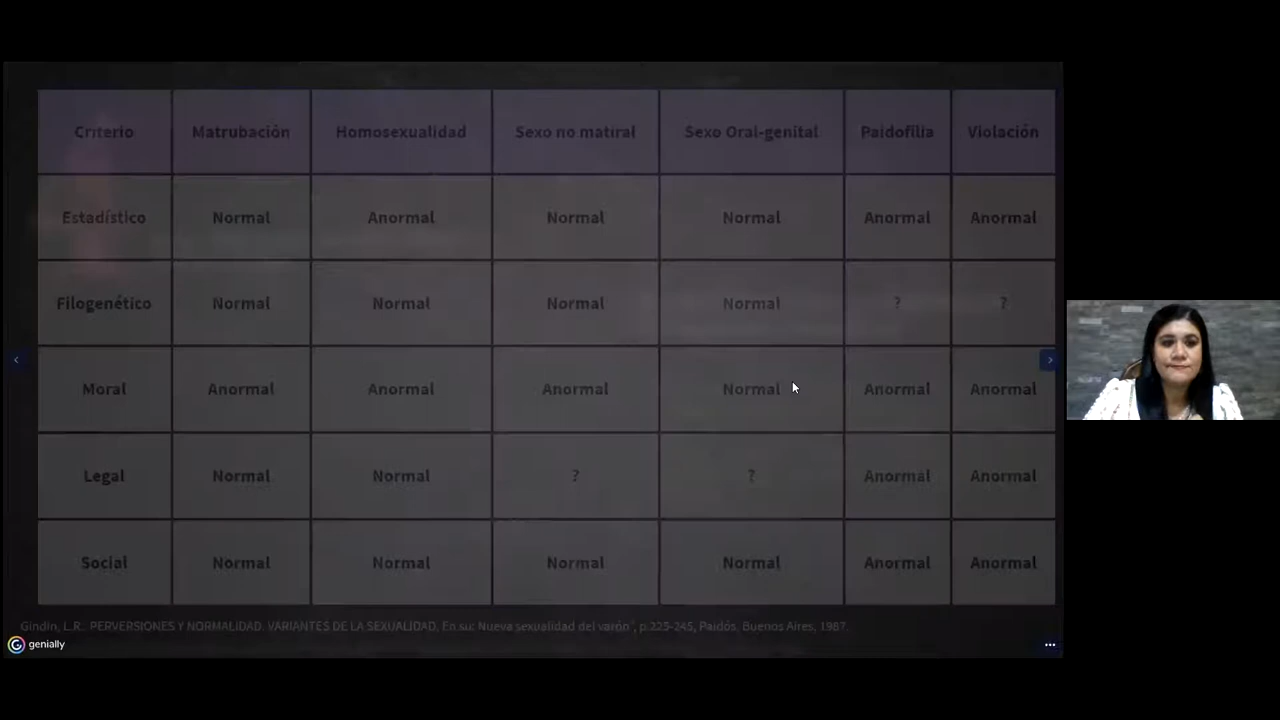 Criterio Matrubación Homosexualidad Sexo no matiral Sexo Oral-genital Paidofilia Violación
Estadístico Normal Anormal Normal Normal Anormal Anormal
Filogenético Normal Normal Normal Normal ? ?
Moral Anormal Anormal Anormal Normal Anormal Anormal
Legal Normal Normal ? ? Anormal Anormal
Social Normal Normal Normal Normal Anormal Anormal
Gindin, L.R. PERVERSIONES Y NORMALIDAD. VARIANTES DE LA SEXUALIDAD. En su: Nueva sexualidad del varón", p.225-245, Paidós, Buenos Aires, 1987.
genially